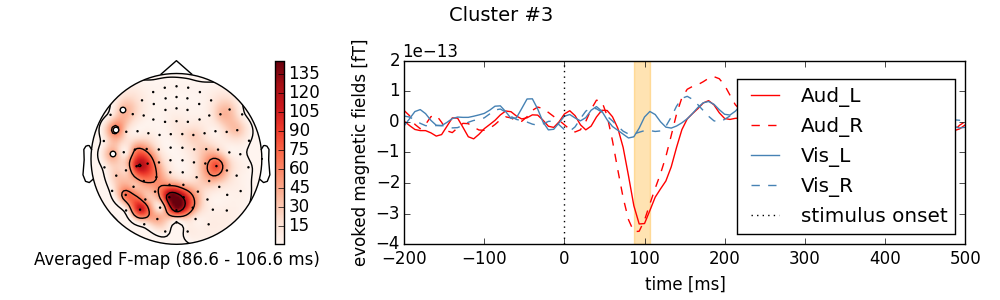 Cluster #3
135
120
105
90
75
60
45
30
15
Averaged F-map (86.6 - 106.6 ms)
1e−13
evoked magnetic fields [fT]
2
1
0
−1
−2
−3
−4
−200 −100 0 100 200 300 400 500
time [ms]
Aud_L
Aud_R
Vis_L
Vis_R
stimulus onset